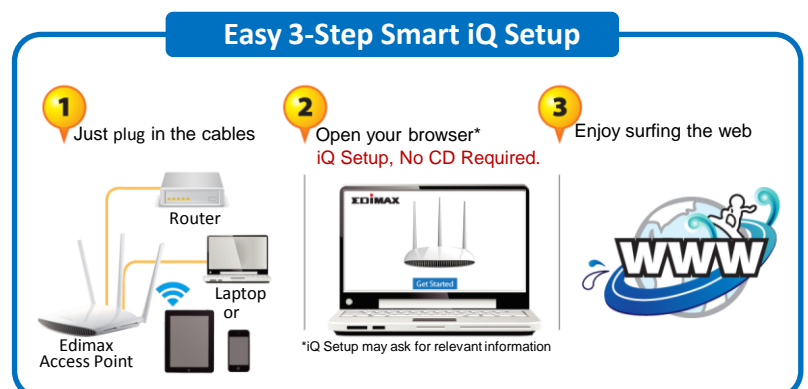 Easy 3-Step Smart iQ Setup
1
Just plug in the cables
Router
Laptop
or
Edimax
Access Point
2
Open your browser*
iQ Setup, No CD Required.
EDIMAX
Get Started
*iQ Setup may ask for relevant information
3
Enjoy surfing the web
WWW